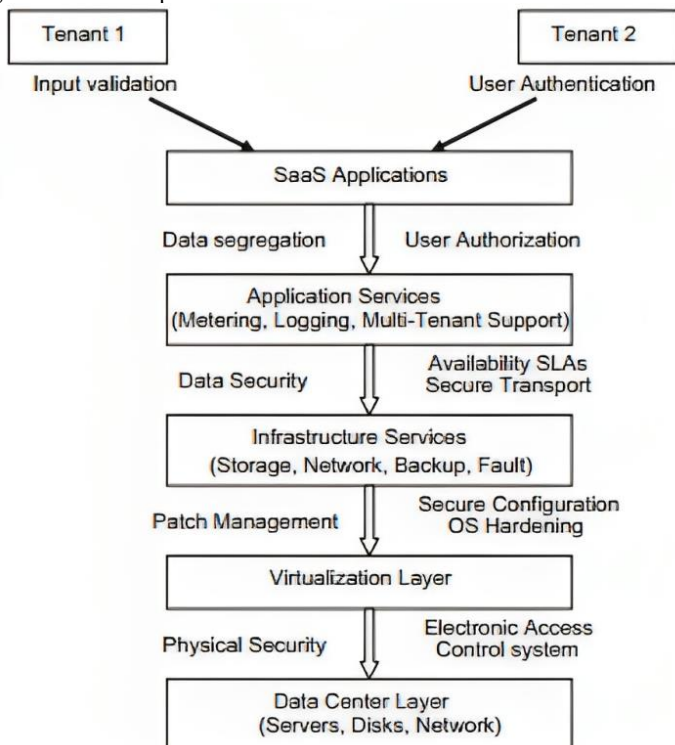 Tenant 1
Tenant 2
Input validation
User Authentication
SaaS Applications
Data segregation
User Authorization
Application Services
(Metering, Logging, Multi-Tenant Support)
Data Security
Availability SLAs
Secure Transport
Infrastructure Services
(Storage, Network, Backup, Fault)
Patch Management
Secure Configuration
OS Hardening
Virtualization Layer
Physical Security
Electronic Access
Control system
Data Center Layer
(Servers, Disks, Network)